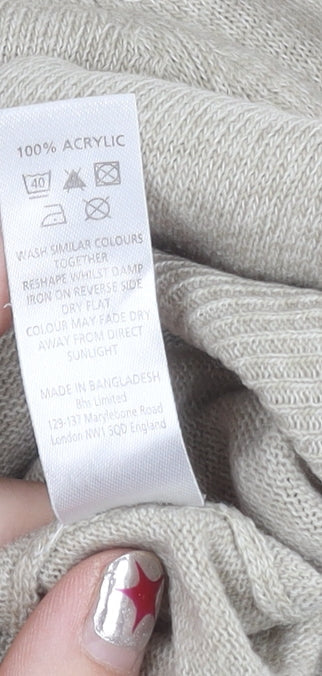 100% ACRYLIC
40
WASH SIMILAR COLOURS
TOGETHER
RESHAPE WHILST DAMP
IRON ON REVERSE SIDE
DRY FLAT
COLOUR MAY FADE DRY
AWAY FROM DIRECT
SUNLIGHT
MADE IN BANGLADESH
Bhs Limited
129-137 Marylebone Road
London NW1 5QD England